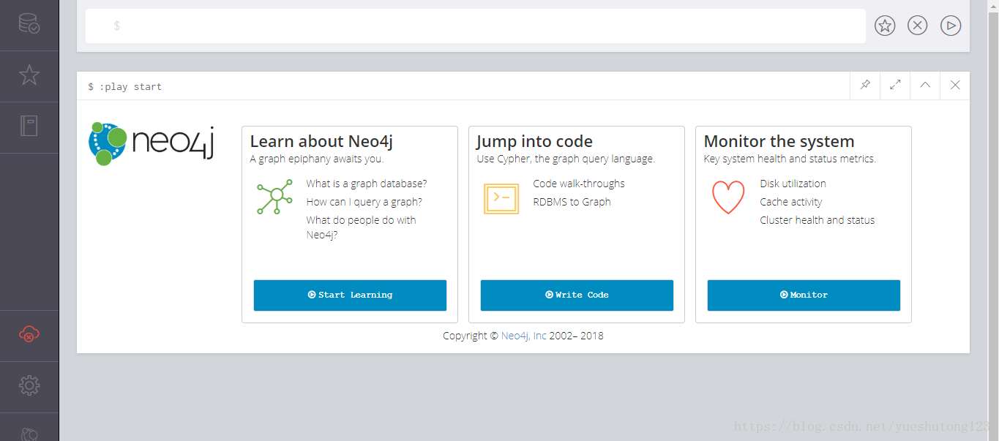 $
$ :play start
neo4j
Learn about Neo4j
A graph epiphany awaits you.
What is a graph database?
How can I query a graph?
What do people do with
Neo4j?
Start Learning
Jump into code
Use Cypher, the graph query language.
Code walk-throughs
RDBMS to Graph
Write Code
Monitor the system
Key system health and status metrics.
Disk utilization
Cache activity
Cluster health and status
Monitor
Copyright © Neo4j, Inc 2002– 2018
https://blog.csdn.net/yueshutong123